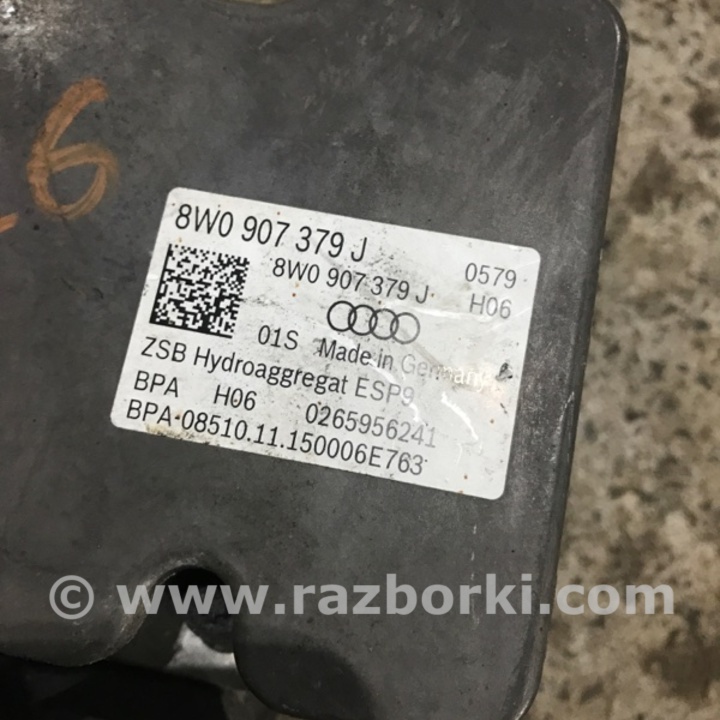 6
8W0 907 379 J
0579
8W0 907 379 J
H06
01S Made in Germany
ZSB Hydroaggregat ESP9
BPA H06 0265956241
BPA-08510.11.150006E763
© www.razborki.com